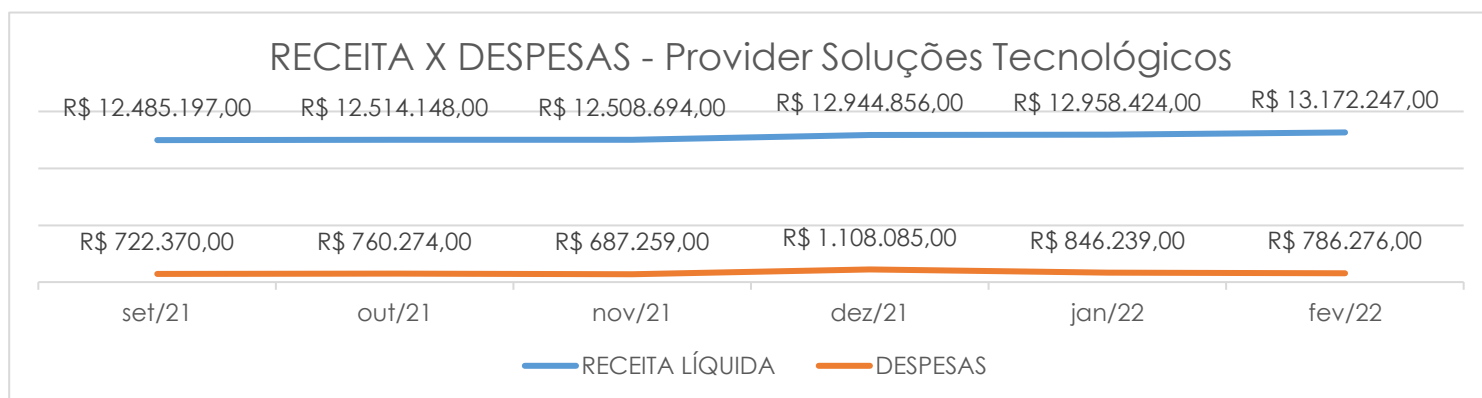 RECEITA X DESPESAS - Provider Soluções Tecnológicos
R$ 12.485.197,00 R$ 12.514.148,00 R$ 12.508.694,00 R$ 12.944.856,00 R$ 12.958.424,00 R$ 13.172.247,00
R$ 722.370,00 R$ 760.274,00 R$ 687.259,00 R$ 1.108.085,00 R$ 846.239,00 R$ 786.276,00
set/21 out/21 nov/21 dez/21 jan/22 fev/22
RECEITA LÍQUIDA DESPESAS